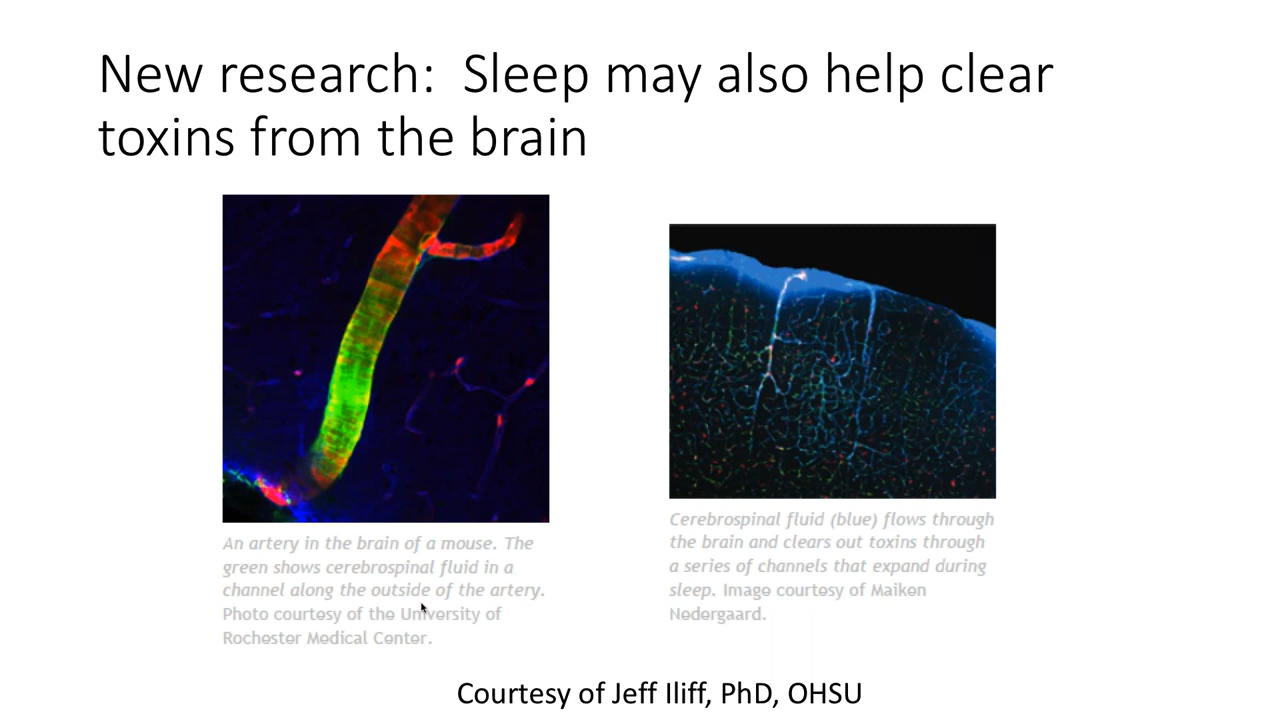 New research:  Sleep may also help clear
toxins from the brain
An artery in the brain of a mouse. The
green shows cerebrospinal fluid in a
channel along the outside of the artery.
Photo courtesy of the University of
Rochester Medical Center.
Cerebrospinal fluid (blue) flows through
the brain and clears out toxins through
a series of channels that expand during
sleep. Image courtesy of Maiken
Nedergaard.
Courtesy of Jeff Iliff, PhD, OHSU